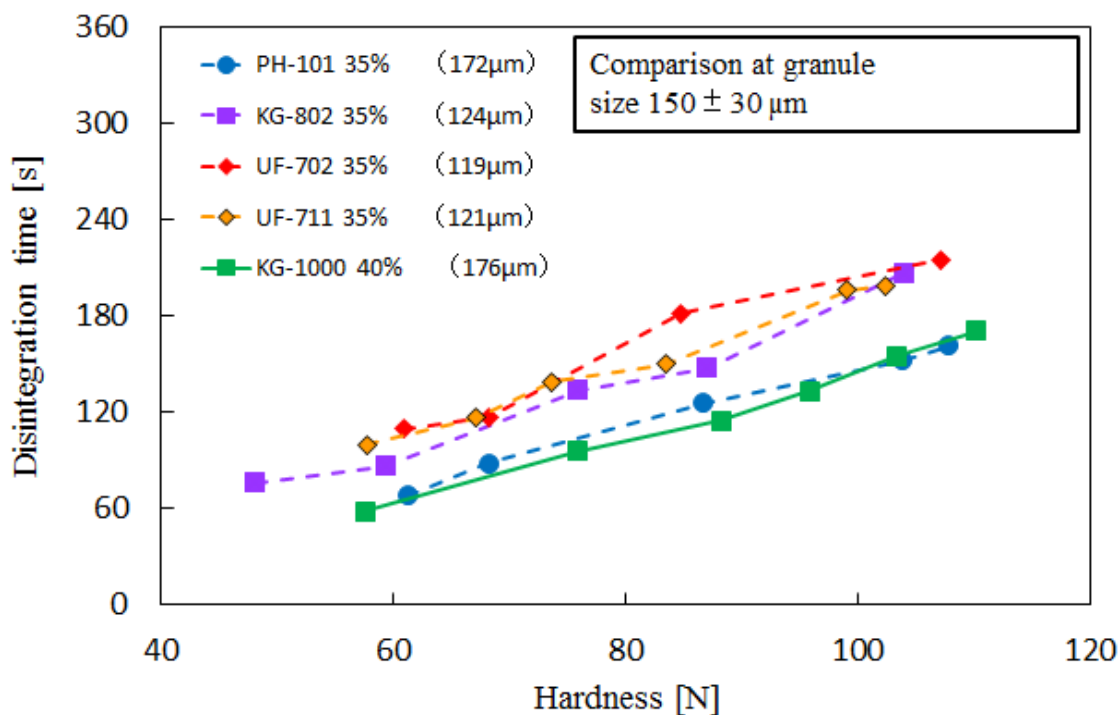 360
300
240
180
120
60
0
Disintegration time [s]
PH-101 35% （172μm）
KG-802 35% （124μm）
UF-702 35% （119μm）
UF-711 35% （121μm）
KG-1000 40% （176μm）
Comparison at granule
size 150 ± 30 μm
40 60 80 100 120
Hardness [N]